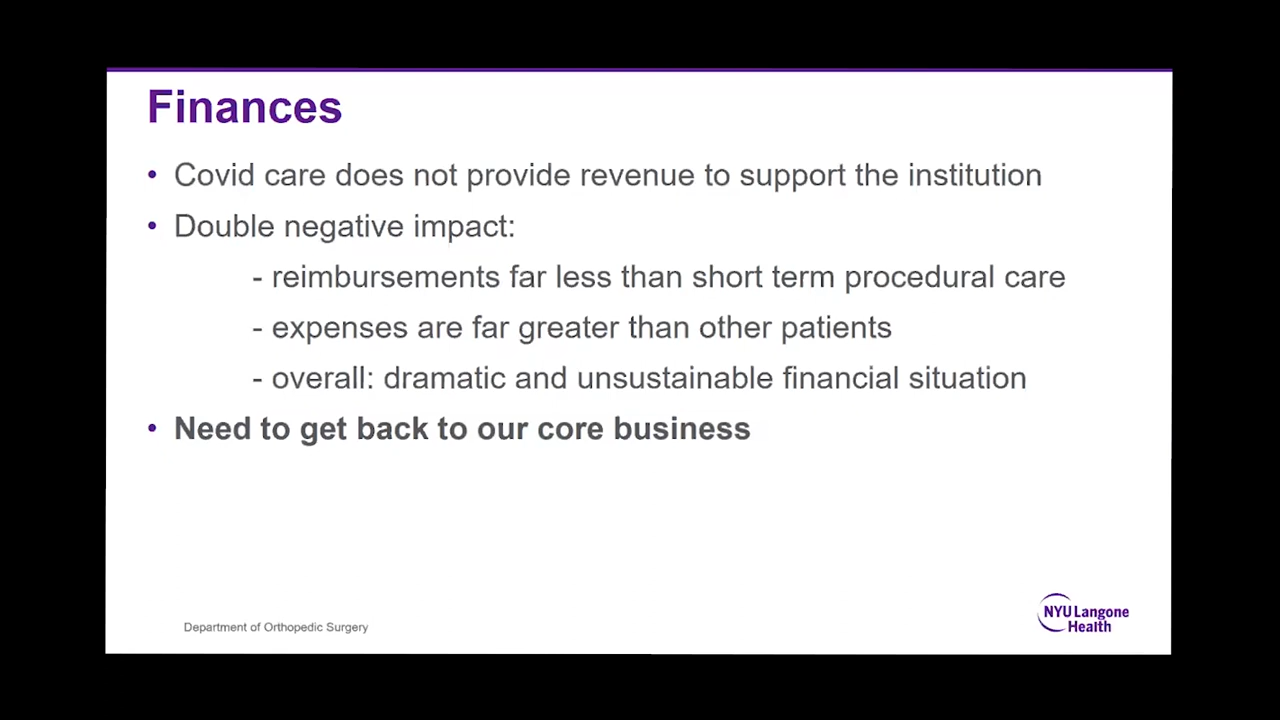 Finances
• Covid care does not provide revenue to support the institution
• Double negative impact:
- reimbursements far less than short term procedural care
- expenses are far greater than other patients
- overall: dramatic and unsustainable financial situation
• Need to get back to our core business
Department of Orthopedic Surgery
NYU Langone
Health